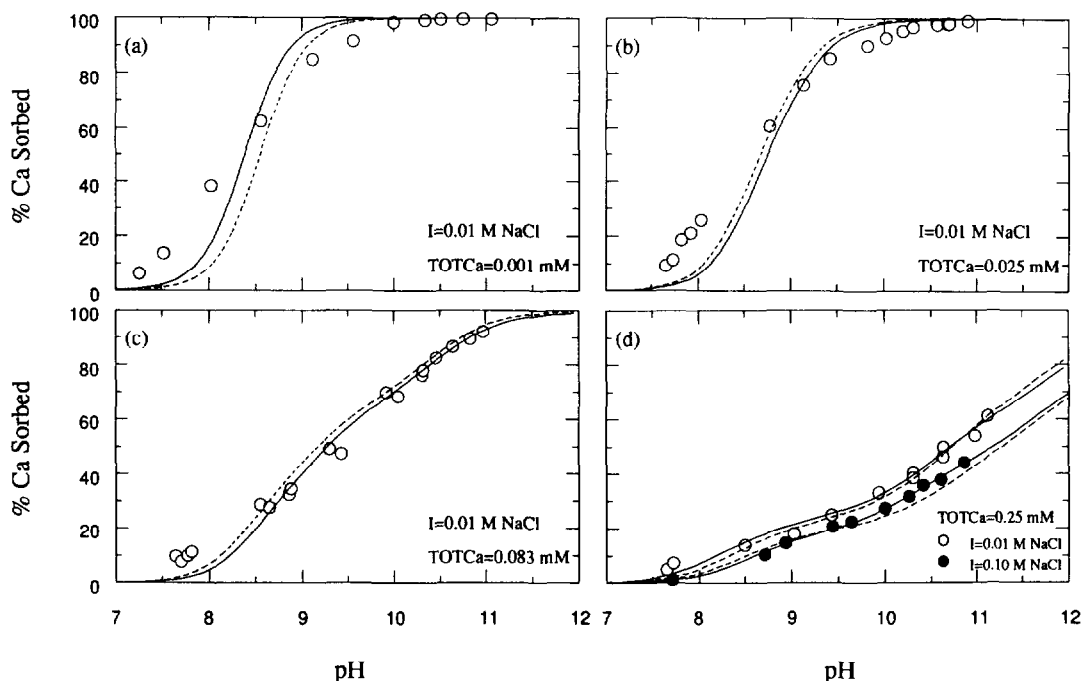 (a)
100
80
60
40
20
0
% Ca Sorbed
I=0.01 M NaCl
TOTCa=0.001 mM
(b)
I=0.01 M NaCl
TOTCa=0.025 mM
(c)
100
80
60
40
20
0
% Ca Sorbed
I=0.01 M NaCl
TOTCa=0.083 mM
7 8 9 10 11 12
pH
(d)
TOTCa=0.25 mM
I=0.01 M NaCl
I=0.10 M NaCl
7 8 9 10 11 12
pH